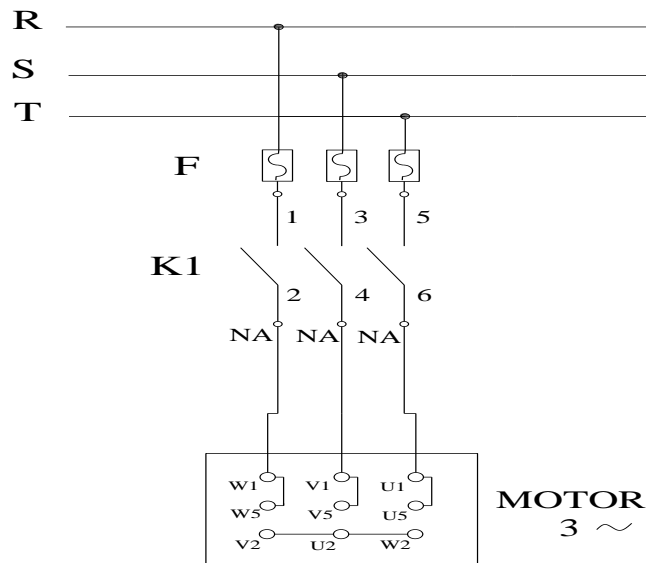 R
S
T
F
1 3 5
K1
2 4 6
NA NA NA
W1 V1 U1
W5 V5 U5
V2 U2 W2
MOTOR
3 ~